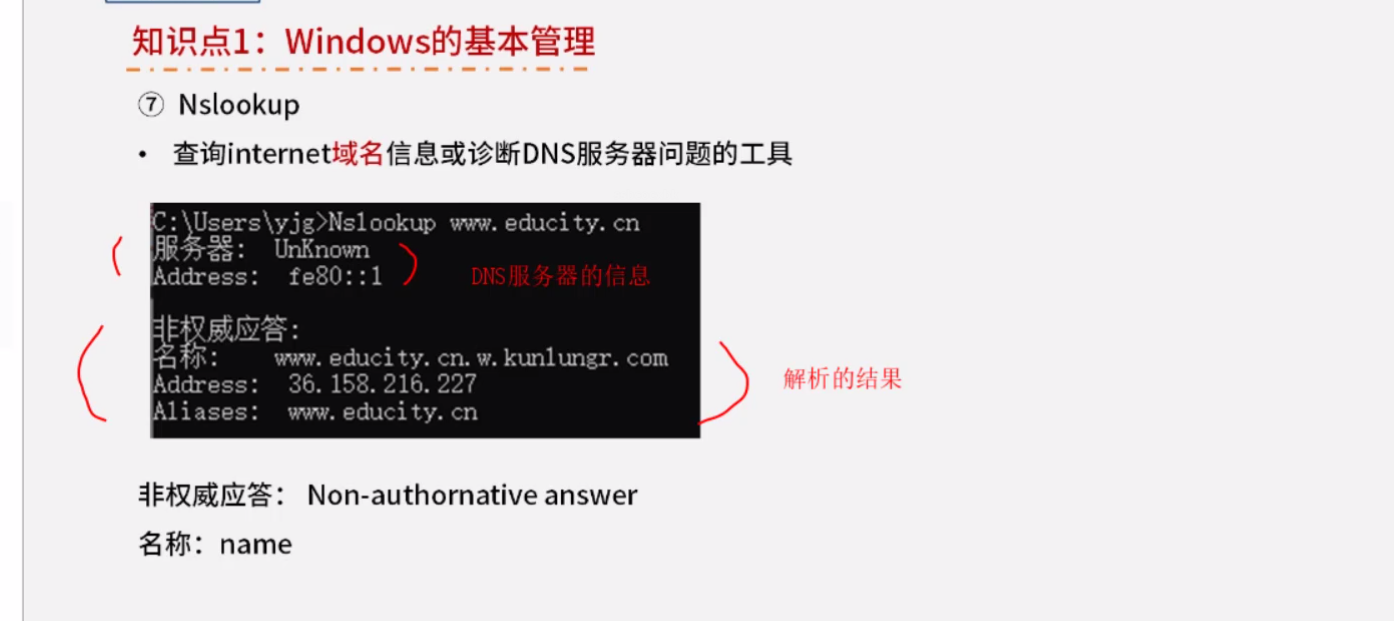 知识点1：Windows的基本管理
⑦ Nslookup
• 查询internet域名信息或诊断DNS服务器问题的工具
C:\Users\yjg>Nslookup www.educity.cn
服务器: UnKnown
Address: fe80::1
DNS服务器的信息
非权威应答:
名称: www.educity.cn.w.kunlungr.com
Address: 36.158.216.227
Aliases: www.educity.cn
解析的结果
非权威应答： Non-authornative answer
名称：name